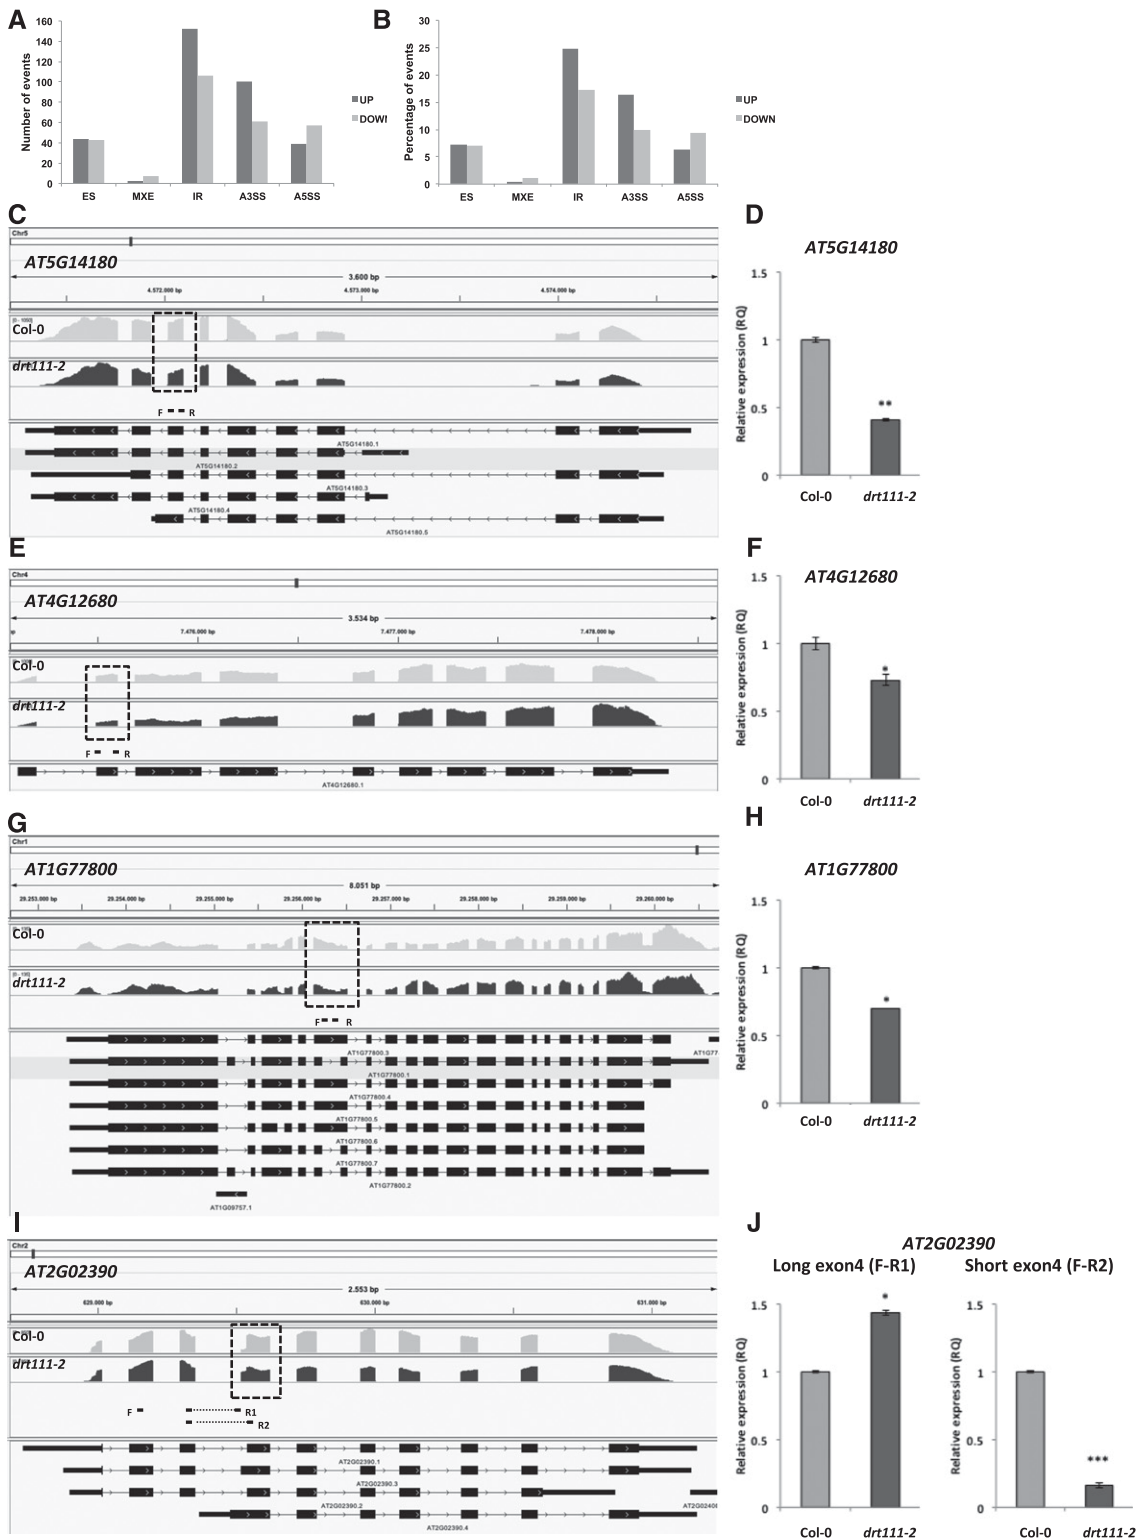 A
160
140
120
100
80
60
40
20
0
Number of events
ES MXE IR A3SS A5SS
UP
DOWN
B
30
25
20
15
10
5
0
Percentage of events
ES MXE IR A3SS A5SS
UP
DOWN
C
Chr5
AT5G14180
3.600 bp
4.572.000 bp 4.573.000 bp 4.574.000 bp
Col-0
drt111-2
F R
AT5G14180.1
AT5G14180.2
AT5G14180.3
AT5G14180.4
AT5G14180.5
D
AT5G14180
Relative expression (RQ)
1.5
1
0.5
0
**
Col-0 drt111-2
E
Chr4
AT4G12680
3.534 bp
7.476.000 bp 7.477.000 bp 7.478.000 bp
Col-0
drt111-2
F R
AT4G12680.1
F
AT4G12680
Relative expression (RQ)
1.5
1
0.5
0
*
Col-0 drt111-2
G
Chr1
AT1G77800
8.051 bp
29.253.000 bp 29.254.000 bp 29.255.000 bp 29.256.000 bp 29.257.000 bp 29.258.000 bp 29.259.000 bp 29.260.000 bp
Col-0
drt111-2
F R
AT1G77800.3
AT1G77
AT1G77800.1
AT1G77800.4
AT1G77800.5
AT1G77800.6
AT1G77800.7
AT1G77800.2
AT1G09757.1
H
AT1G77800
Relative expression (RQ)
1.5
1
0.5
0
*
Col-0 drt111-2
I
Chr2
AT2G02390
2.553 bp
629.000 bp 630.000 bp 631.000 bp
Col-0
drt111-2
F R1
R2
AT2G02390.1
AT2G02390.3
AT2G02390.2
AT2G0240
AT2G02390.4
J
AT2G02390
Long exon4 (F-R1) Short exon4 (F-R2)
Relative expression (RQ)
1.5
1
0.5
0
*
Col-0 drt111-2
Relative expression (RQ)
1.5
1
0.5
0
***
Col-0 drt111-2